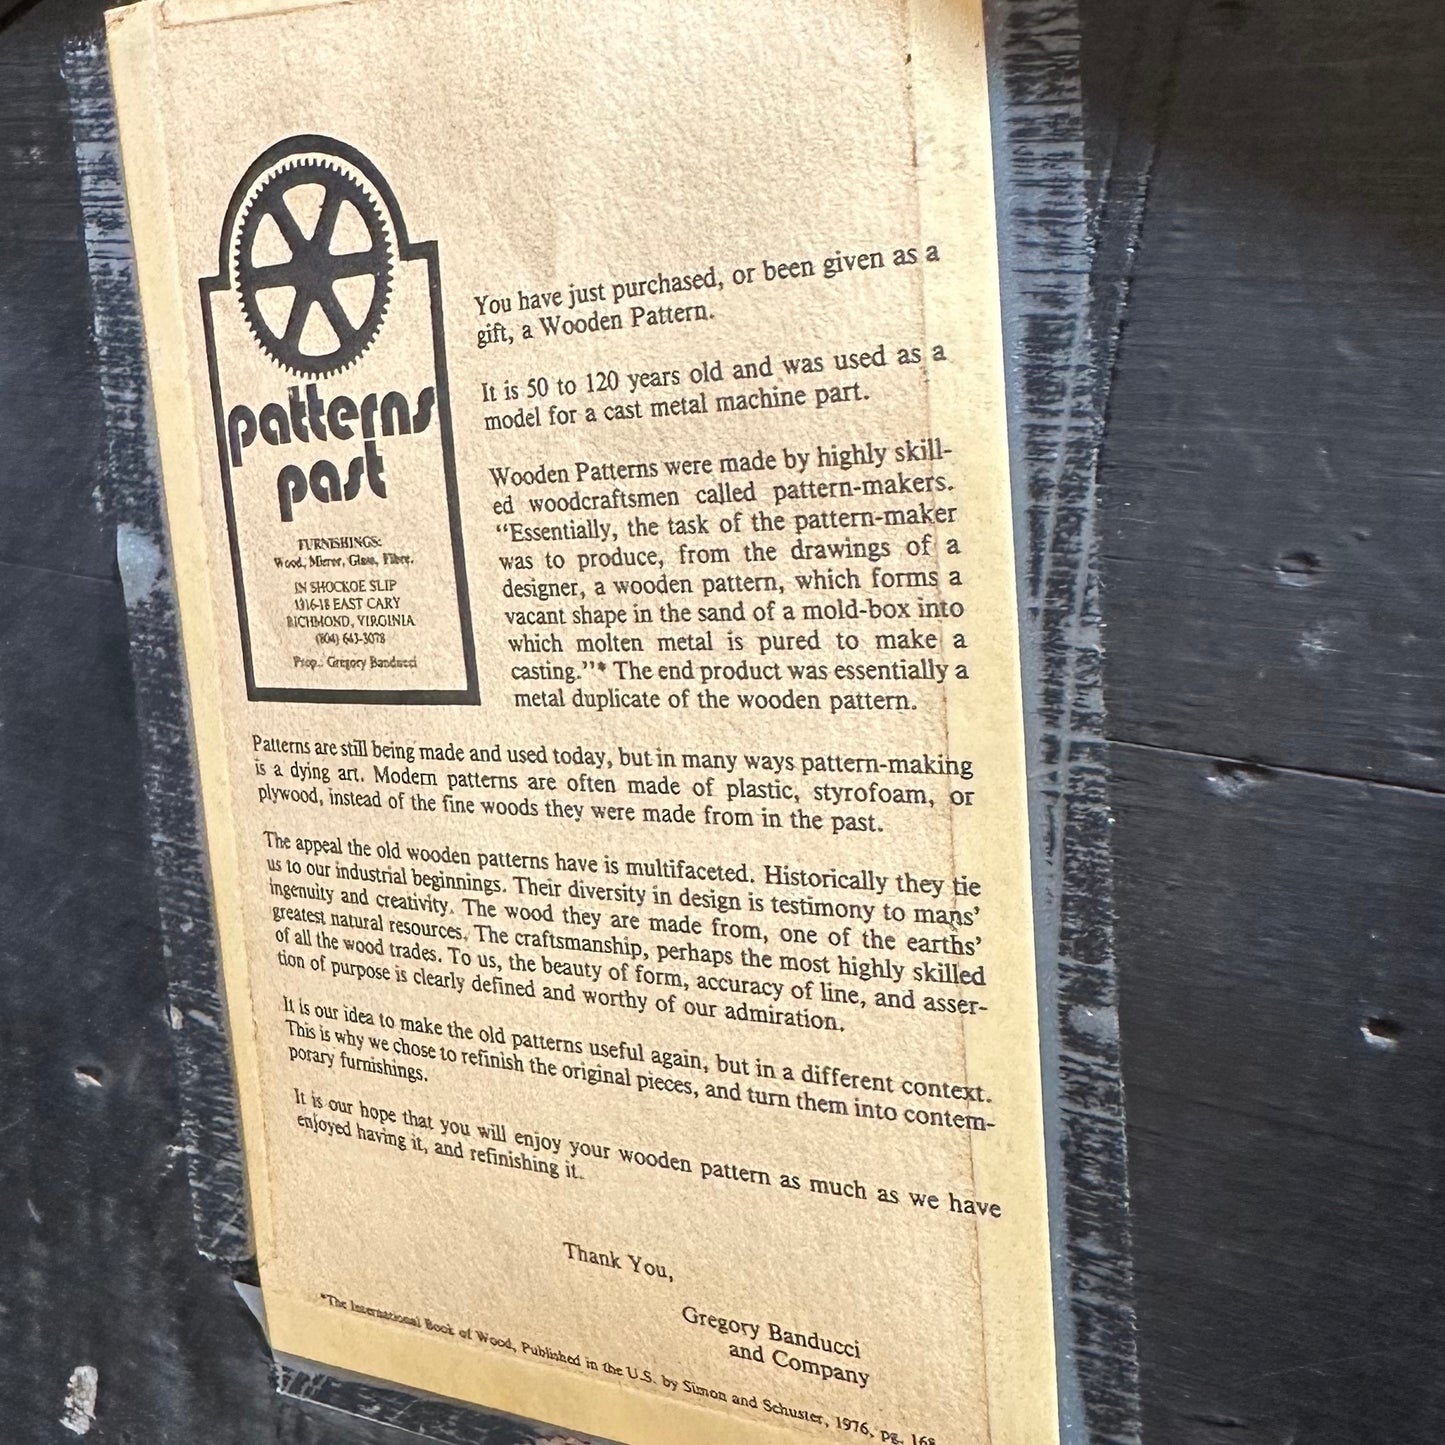 patterns
past
FURNISHINGS:
Wood, Mirror, Glass, Fibre.
IN SHOCKOE SLIP
1316-18 EAST CARY
RICHMOND, VIRGINIA
(804) 643-3078
Prop.: Gregory Banducci
You have just purchased, or been given as a
gift, a Wooden Pattern.
It is 50 to 120 years old and was used as a
model for a cast metal machine part.
Wooden Patterns were made by highly skill-
ed woodcraftsmen called pattern-makers.
“Essentially, the task of the pattern-maker
was to produce, from the drawings of a
designer, a wooden pattern, which forms a
vacant shape in the sand of a mold-box into
which molten metal is pured to make a
casting.”* The end product was essentially a
metal duplicate of the wooden pattern.
Patterns are still being made and used today, but in many ways pattern-making
is a dying art. Modern patterns are often made of plastic, styrofoam, or
plywood, instead of the fine woods they were made from in the past.
The appeal the old wooden patterns have is multifaceted. Historically they tie
us to our industrial beginnings. Their diversity in design is testimony to mans’
ingenuity and creativity. The wood they are made from, one of the earths’
greatest natural resources. The craftsmanship, perhaps the most highly skilled
of all the wood trades. To us, the beauty of form, accuracy of line, and asser-
tion of purpose is clearly defined and worthy of our admiration.
It is our idea to make the old patterns useful again, but in a different context.
This is why we chose to refinish the original pieces, and turn them into contem-
porary furnishings.
It is our hope that you will enjoy your wooden pattern as much as we have
enjoyed having it, and refinishing it.
Thank You,
Gregory Banducci
and Company
*The International Book of Wood, Published in the U.S. by Simon and Schuster, 1976, pg. 168